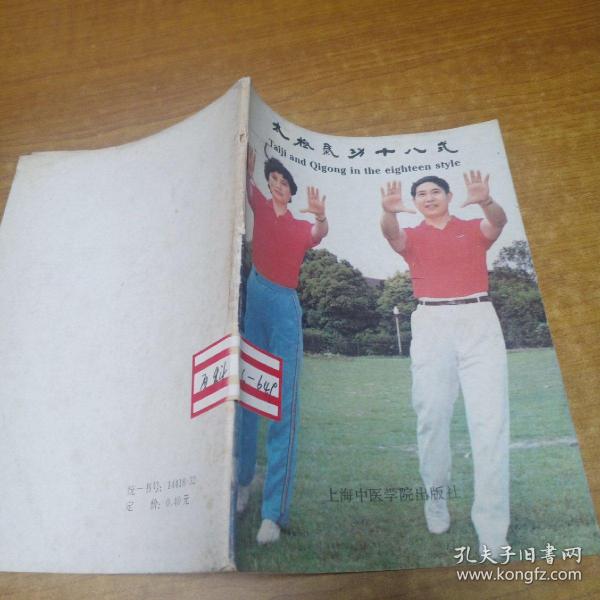 太极气功十八式
Taiji and Qigong in the eighteen style
上海中医学院出版社
统一书号：14418·32
定　价：0.40元
孔夫子旧书网
www.kongfz.com